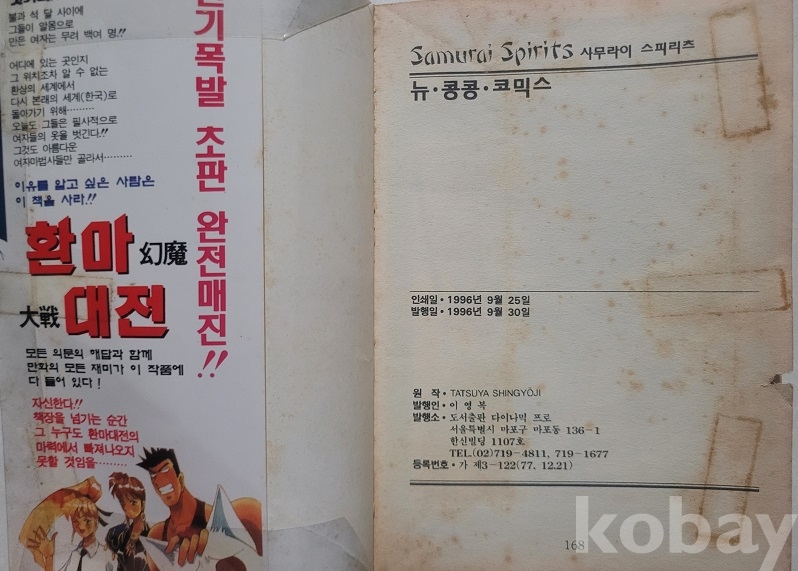 불과 석 달 사이에
그들이 알몸으로
만든 여자는 무려 백여 명!!
어디에 있는 곳인지
그 위치조차 알 수 없는
환상의 세계에서
다시 본래의 세계(한국)로
돌아가기 위해………
오늘도 그들은 필사적으로
여자들의 옷을 벗긴다!!
그것도 아름다운
여자마법사들만 골라서………
이유를 알고 싶은 사람은
이 책을 사라!!
환마 幻魔
大戦 대전
모든 의문의 해답과 함께
만화의 모든 재미가 이 작품에
다 들어 있다!
자신한다!!
책장을 넘기는 순간
그 누구도 환마대전의
마력에서 빠져나오지
못할 것임을………
기폭발 초판 완전매진!!
Samurai Spirits 사무라이 스피리즈
뉴·콩콩·코믹스
인쇄일·1996년 9월 25일
발행일·1996년 9월 30일
원 작·TATSUYA SHINGYŌJI
발행인·이 영 복
발행소·도서출판 다이나믹 프로
서울특별시 마포구 마포동 136-1
한신빌딩 1107호
TEL.(02)719-4811, 719-1677
등록번호·가 제3-122(77. 12.21)
168
kobay